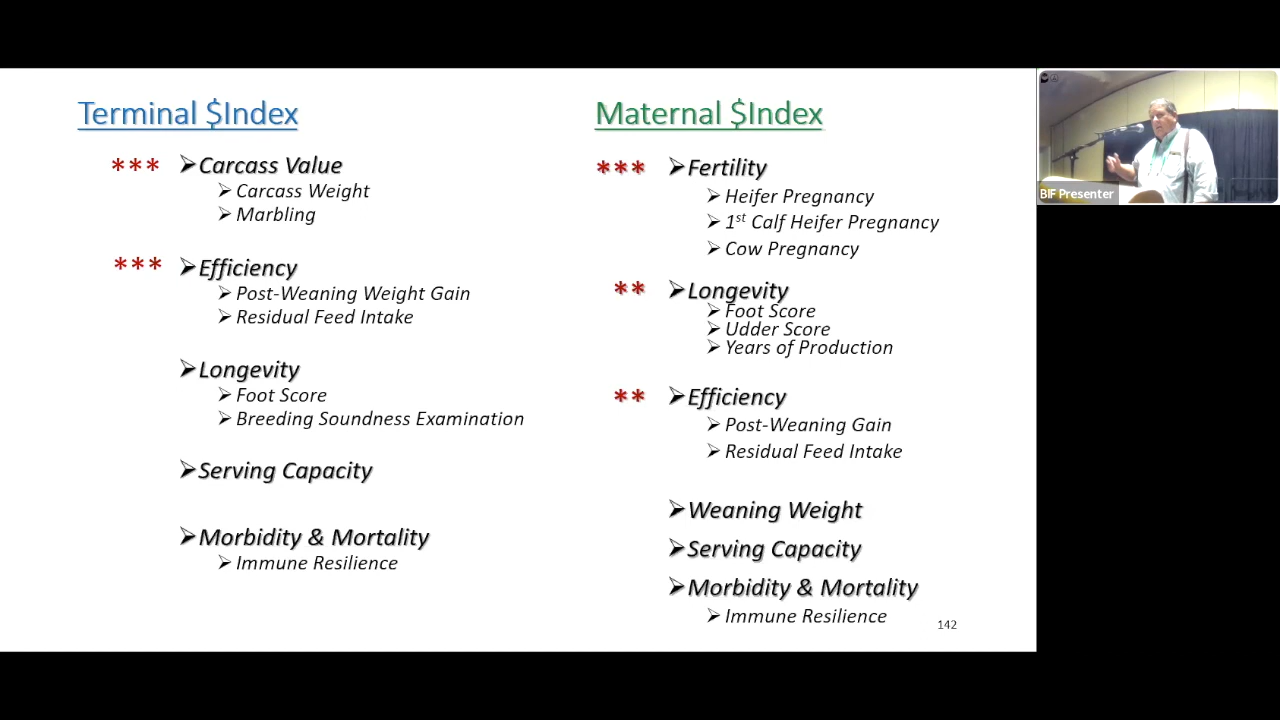 Terminal $Index
*** ➢Carcass Value
➢Carcass Weight
➢Marbling
*** ➢Efficiency
➢Post-Weaning Weight Gain
➢Residual Feed Intake
➢Longevity
➢Foot Score
➢Breeding Soundness Examination
➢Serving Capacity
➢Morbidity & Mortality
➢Immune Resilience
Maternal $Index
*** ➢Fertility
➢Heifer Pregnancy
➢1st Calf Heifer Pregnancy
➢Cow Pregnancy
** ➢Longevity
➢Foot Score
➢Udder Score
➢Years of Production
** ➢Efficiency
➢Post-Weaning Gain
➢Residual Feed Intake
➢Weaning Weight
➢Serving Capacity
➢Morbidity & Mortality
➢Immune Resilience
142
BIF Presenter